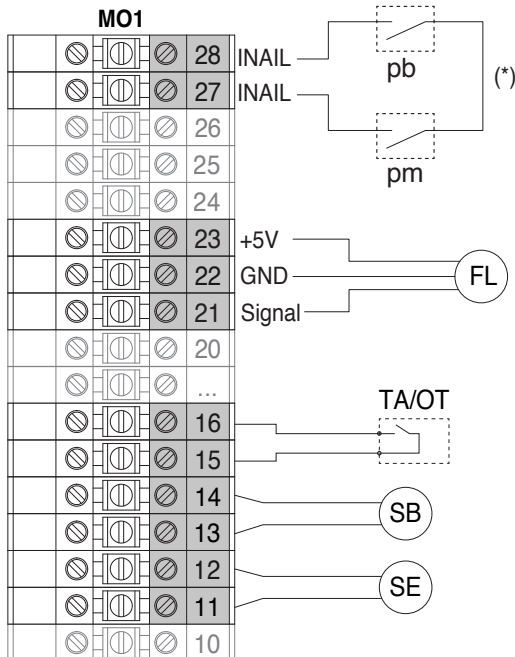 MO1
28 INAIL
27 INAIL
26
25
24
23 +5V
22 GND
21 Signal
20
...
16
15
14
13
12
11
10
pb
(*)
pm
FL
TA/OT
SB
SE